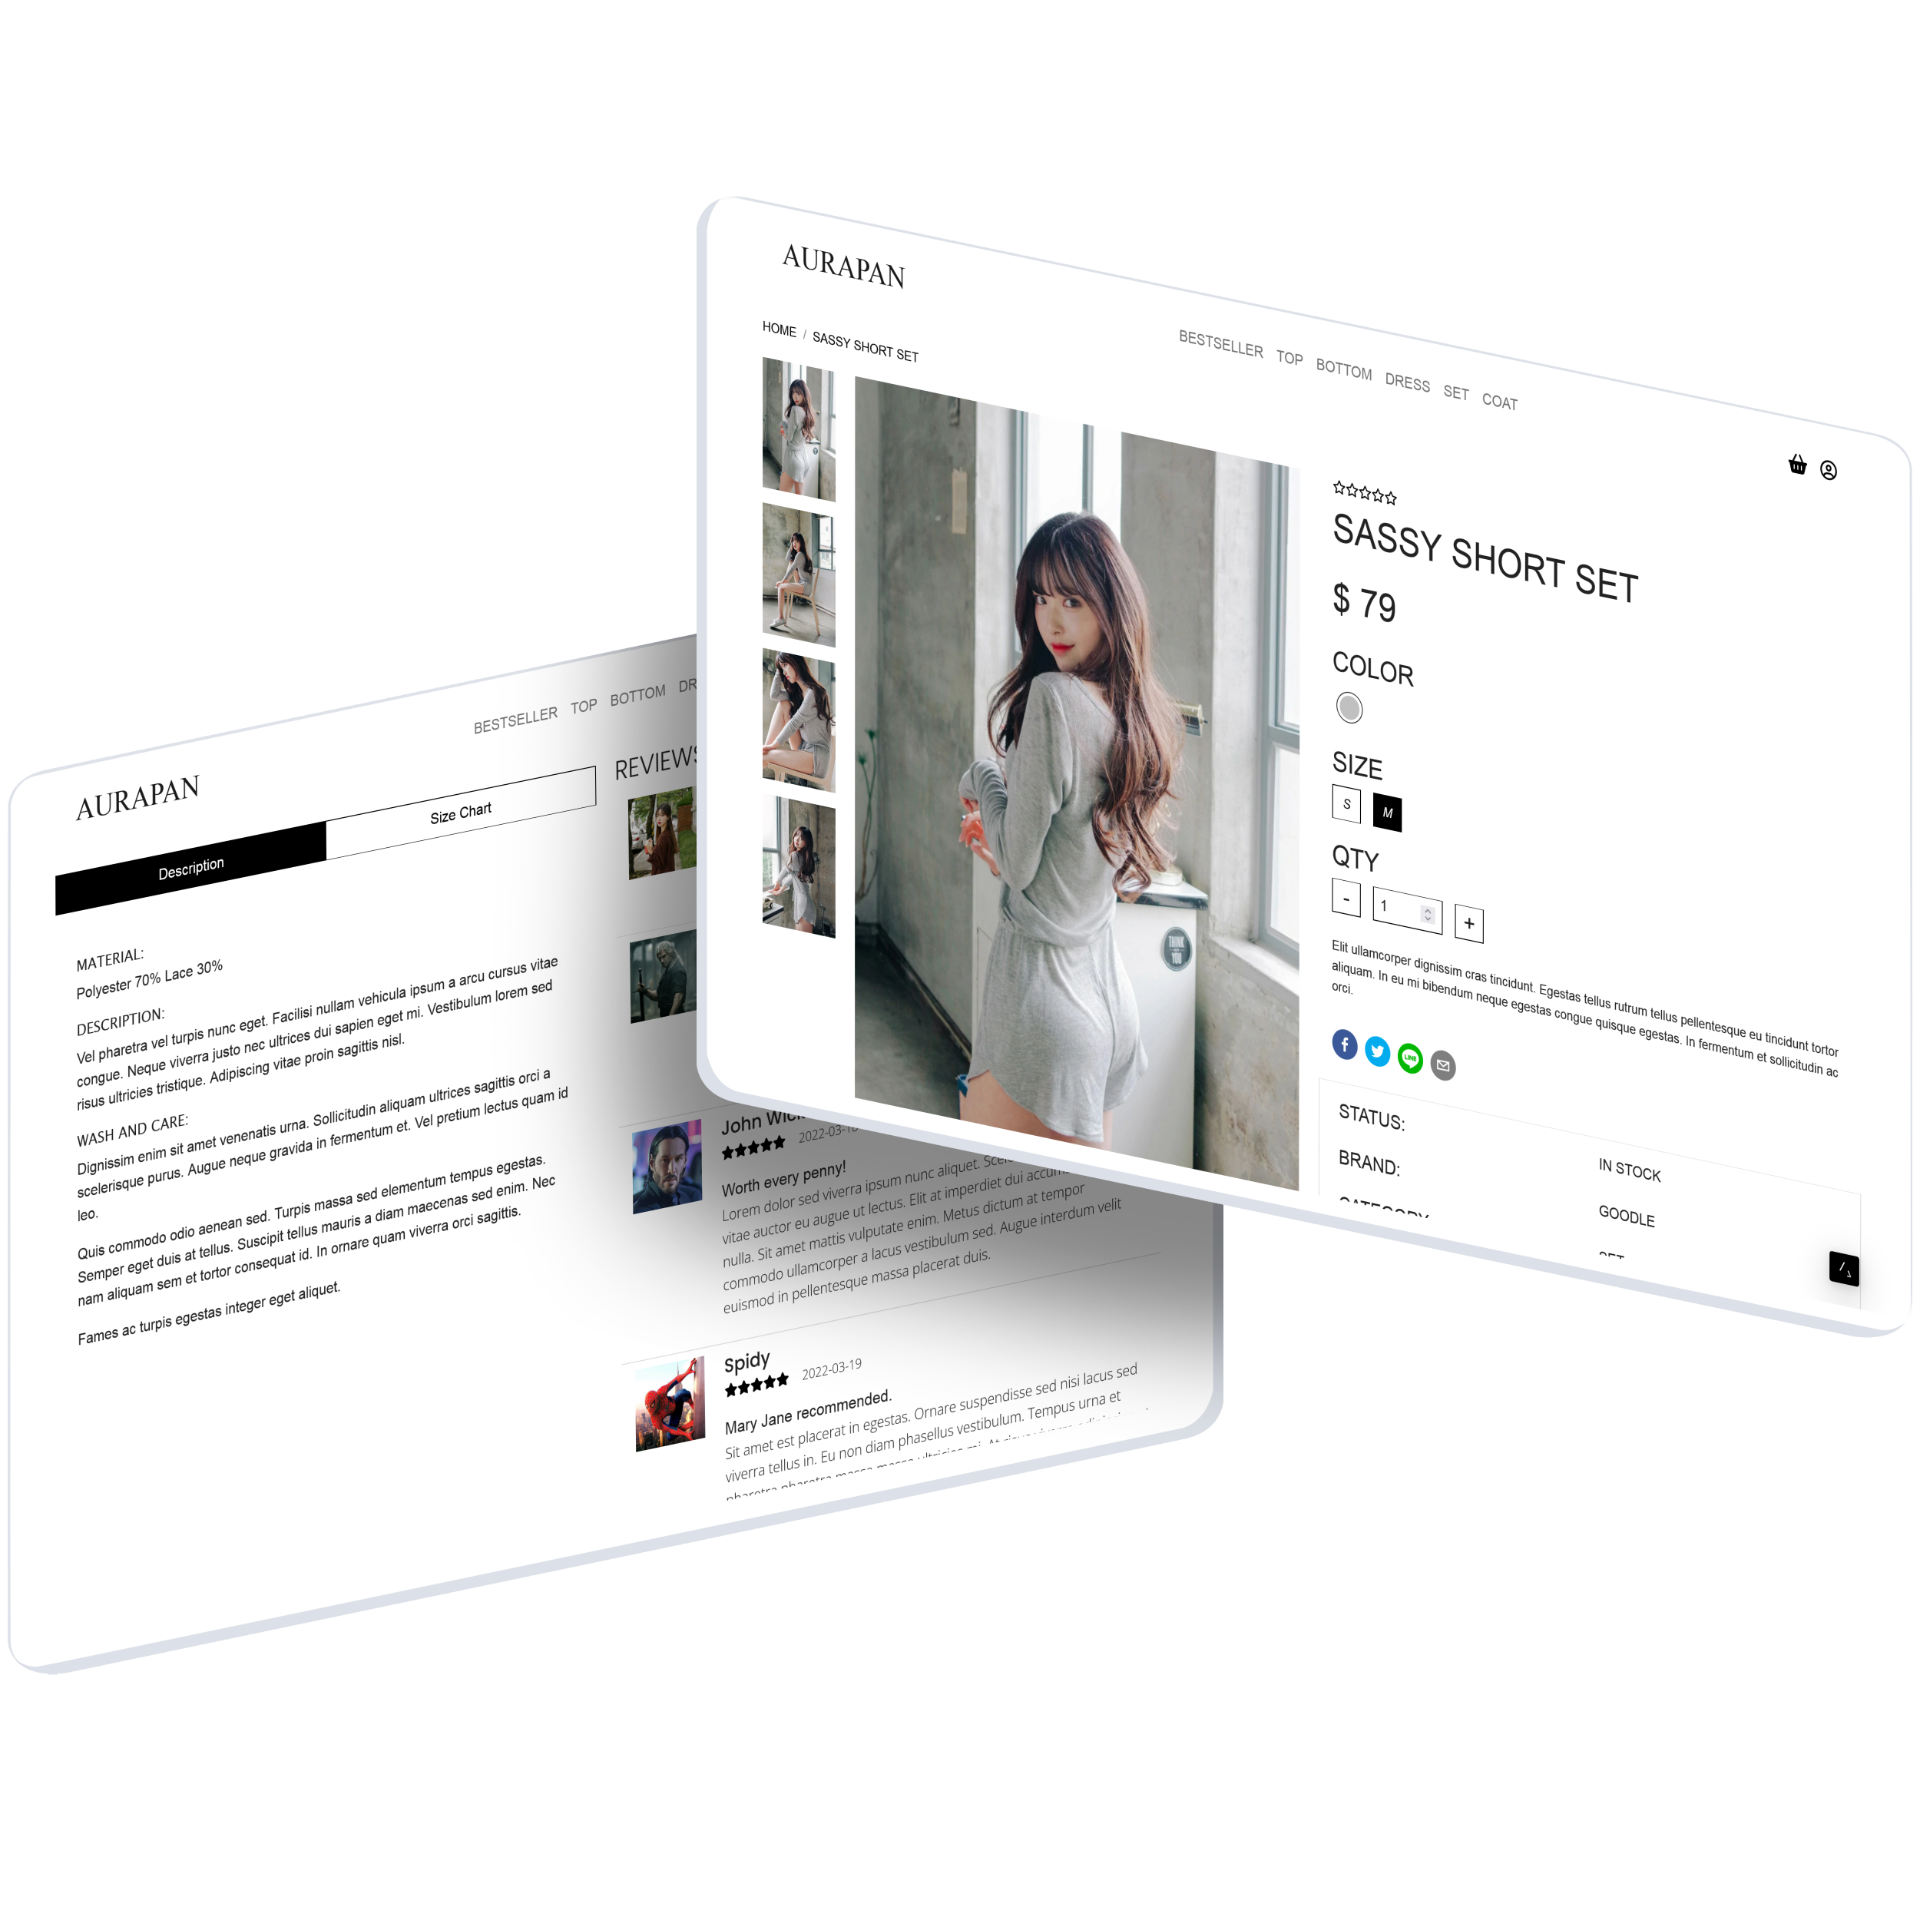 AURAPAN
BESTSELLER TOP BOTTOM DRESS SET COAT
HOME / SASSY SHORT SET
SASSY SHORT SET
$ 79
COLOR
SIZE
S M
QTY
- 1 +
Elit ullamcorper dignissim cras tincidunt. Egestas tellus rutrum tellus pellentesque eu tincidunt tortor
aliquam. In eu mi bibendum neque egestas congue quisque egestas. In fermentum et sollicitudin ac
orci.
LINE
STATUS: IN STOCK
BRAND: GOODLE
CATEGORY SET
THINK
YOU
AURAPAN
BESTSELLER TOP BOTTOM DR
Description
Size Chart
MATERIAL:
Polyester 70% Lace 30%
DESCRIPTION:
Vel pharetra vel turpis nunc eget. Facilisi nullam vehicula ipsum a arcu cursus vitae
congue. Neque viverra justo nec ultrices dui sapien eget mi. Vestibulum lorem sed
risus ultricies tristique. Adipiscing vitae proin sagittis nisl.
WASH AND CARE:
Dignissim enim sit amet venenatis urna. Sollicitudin aliquam ultrices sagittis orci a
scelerisque purus. Augue neque gravida in fermentum et. Vel pretium lectus quam id
leo.
Quis commodo odio aenean sed. Turpis massa sed elementum tempus egestas.
Semper eget duis at tellus. Suscipit tellus mauris a diam maecenas sed enim. Nec
nam aliquam sem et tortor consequat id. In ornare quam viverra orci sagittis.
Fames ac turpis egestas integer eget aliquet.
REVIEWS
John Wick
2022-03-
Worth every penny!
Lorem dolor sed viverra ipsum nunc aliquet.
vitae auctor eu augue ut lectus. Elit at imperdiet dui
nulla. Sit amet mattis vulputate enim. Metus dictum at tempor
commodo ullamcorper a lacus vestibulum sed. Augue interdum velit
euismod in pellentesque massa placerat duis.
Spidy
2022-03-19
Mary Jane recommended.
Sit amet est placerat in egestas. Ornare suspendisse sed nisi lacus sed
viverra tellus in. Eu non diam phasellus vestibulum. Tempus urna et
pharetra pharetra massa massa ultricies mi.